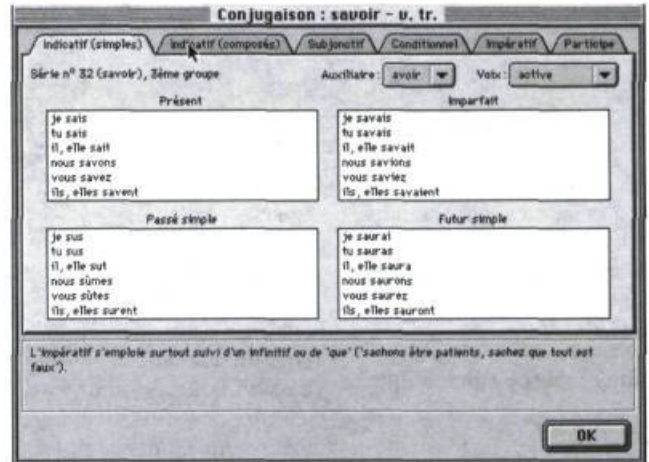 Conjugaison : savoir - v. tr.
Indicatif (simples) Indicatif (composés) Subjonctif Conditionnel Impératif Participe
Série nº 32 (savoir), 3ème groupe Auxiliaire : avoir Voix : active
Présent
je sais
tu sais
il, elle sait
nous savons
vous savez
ils, elles savent
Imparfait
je savais
tu savais
il, elle savait
nous savions
vous saviez
ils, elles savaient
Passé simple
je sus
tu sus
il, elle sut
nous sûmes
vous sûtes
ils, elles surent
Futur simple
je saurai
tu sauras
il, elle saura
nous saurons
vous saurez
ils, elles sauront
L'impératif s'emploie surtout suivi d'un infinitif ou de 'que' ('sachons être patients, sachez que tout est
faux').
OK